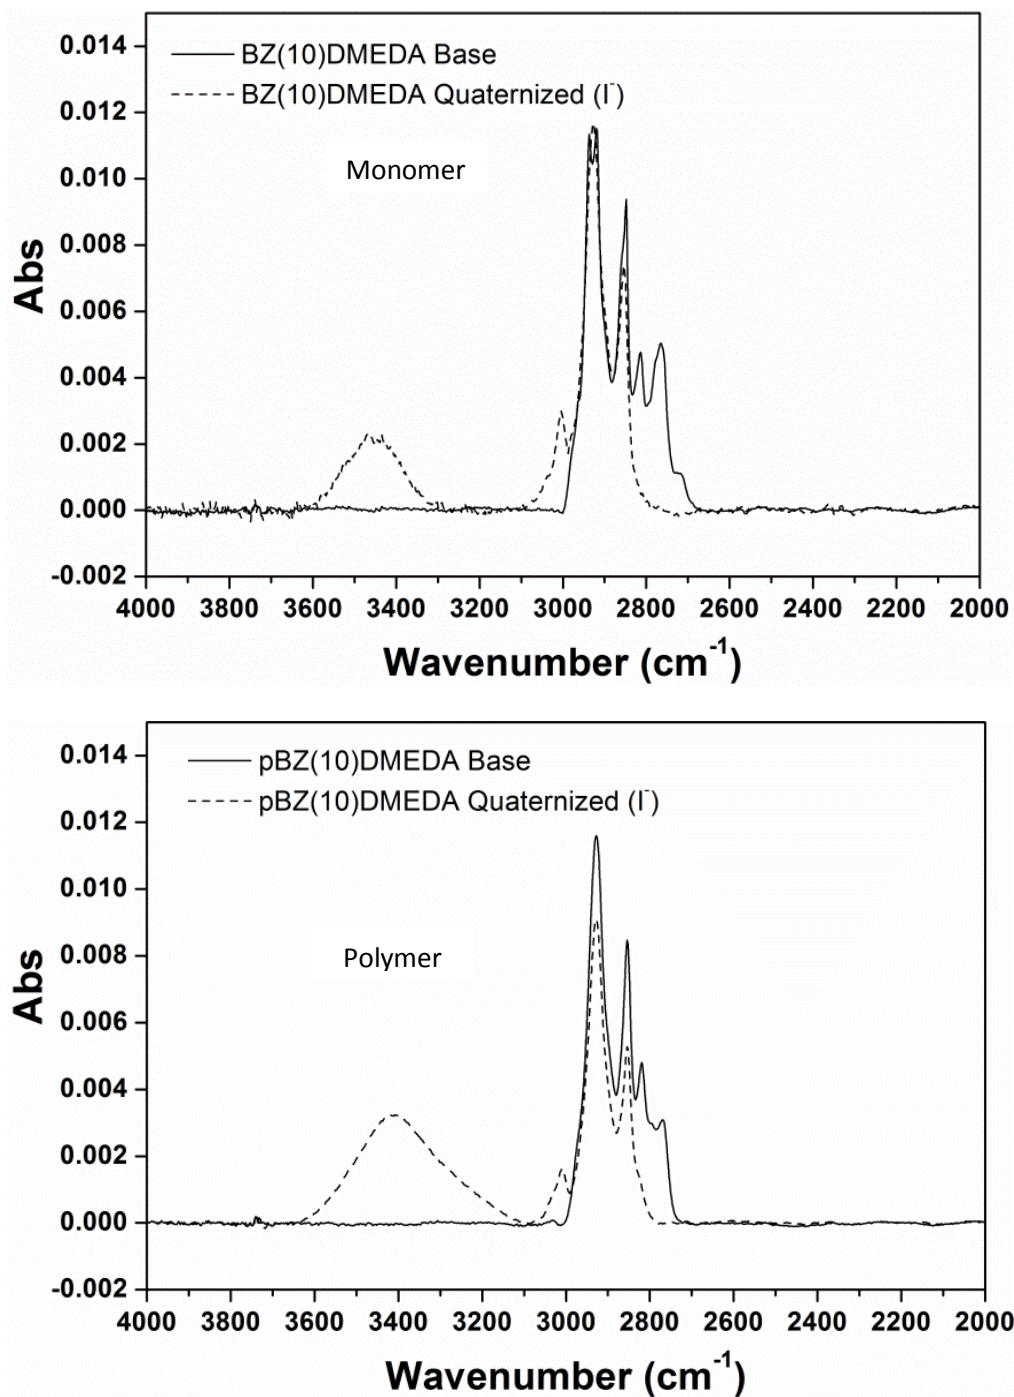 0.014
BZ(10)DMEDA Base
BZ(10)DMEDA Quaternized (I⁻)
0.012
0.010
Monomer
0.008
Abs
0.006
0.004
0.002
0.000
-0.002
4000 3800 3600 3400 3200 3000 2800 2600 2400 2200 2000
Wavenumber (cm⁻¹)
0.014
pBZ(10)DMEDA Base
pBZ(10)DMEDA Quaternized (I⁻)
0.012
0.010
0.008
Polymer
Abs
0.006
0.004
0.002
0.000
-0.002
4000 3800 3600 3400 3200 3000 2800 2600 2400 2200 2000
Wavenumber (cm⁻¹)